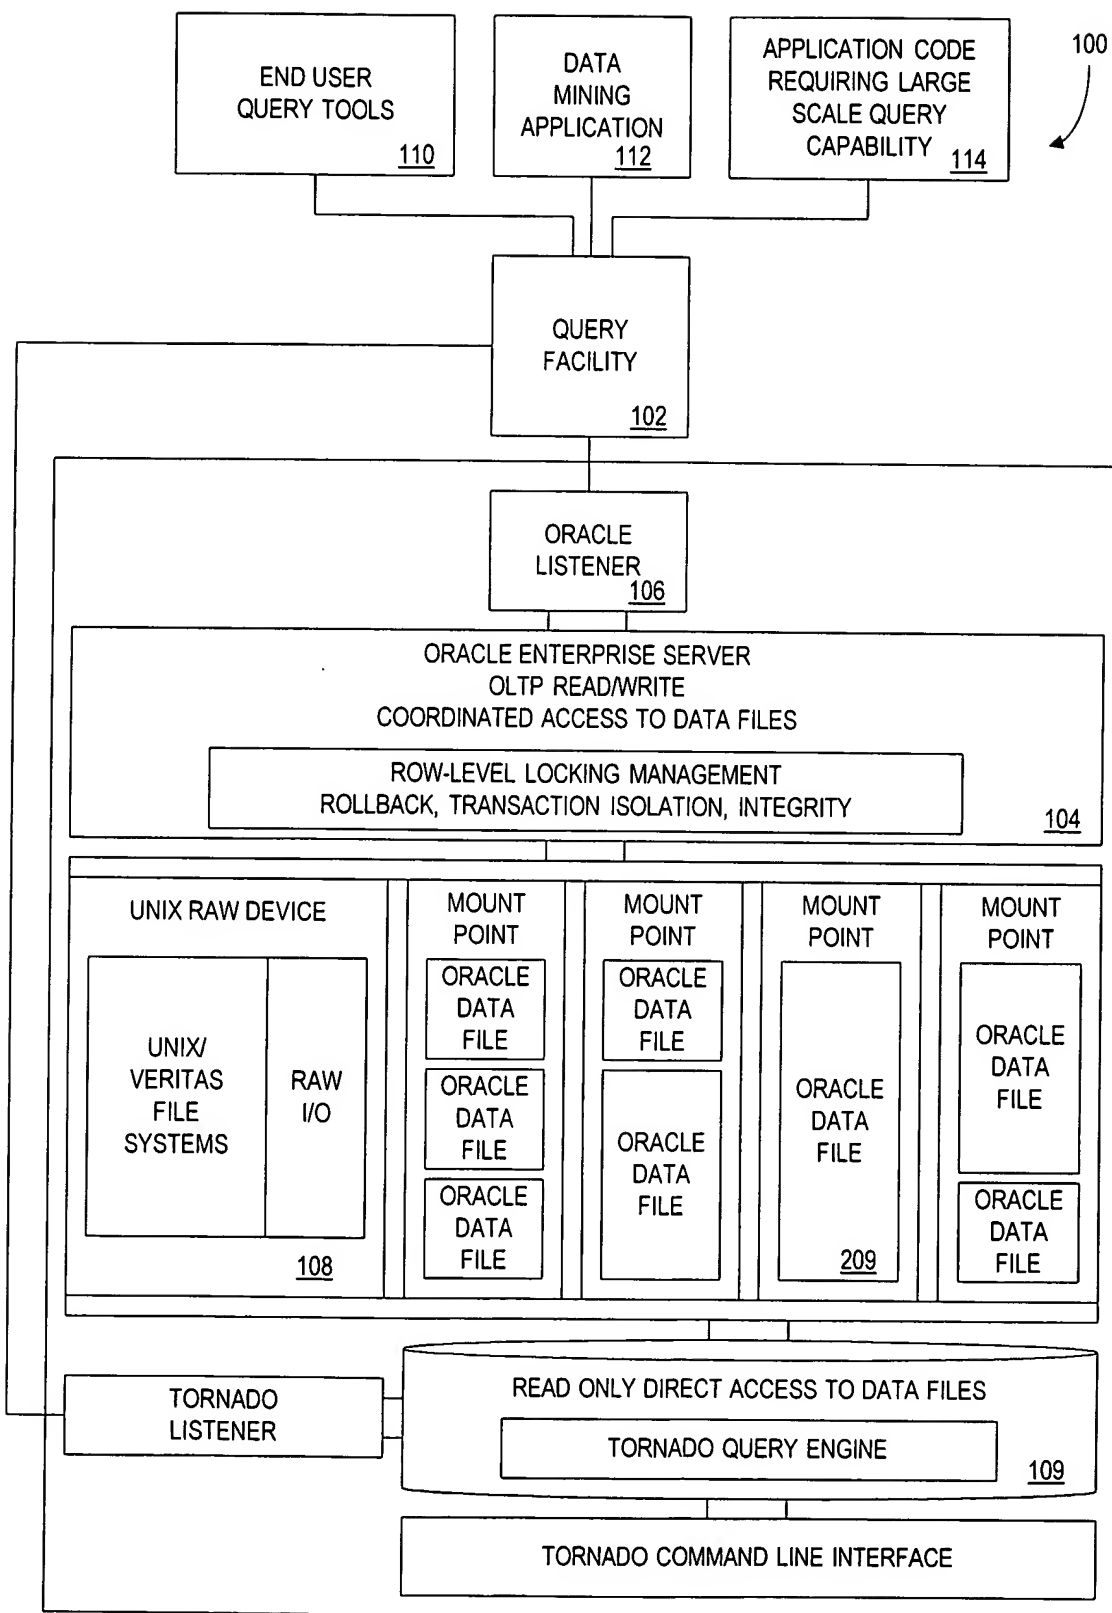 END USER
QUERY TOOLS
110
DATA
MINING
APPLICATION
112
APPLICATION CODE
REQUIRING LARGE
SCALE QUERY
CAPABILITY
114
100
QUERY
FACILITY
102
ORACLE
LISTENER
106
ORACLE ENTERPRISE SERVER
OLTP READ/WRITE
COORDINATED ACCESS TO DATA FILES
ROW-LEVEL LOCKING MANAGEMENT
ROLLBACK, TRANSACTION ISOLATION, INTEGRITY
104
UNIX RAW DEVICE
UNIX/
VERITAS
FILE
SYSTEMS
RAW
I/O
108
MOUNT
POINT
ORACLE
DATA
FILE
ORACLE
DATA
FILE
ORACLE
DATA
FILE
MOUNT
POINT
ORACLE
DATA
FILE
ORACLE
DATA
FILE
MOUNT
POINT
ORACLE
DATA
FILE
209
MOUNT
POINT
ORACLE
DATA
FILE
ORACLE
DATA
FILE
TORNADO
LISTENER
READ ONLY DIRECT ACCESS TO DATA FILES
TORNADO QUERY ENGINE
109
TORNADO COMMAND LINE INTERFACE